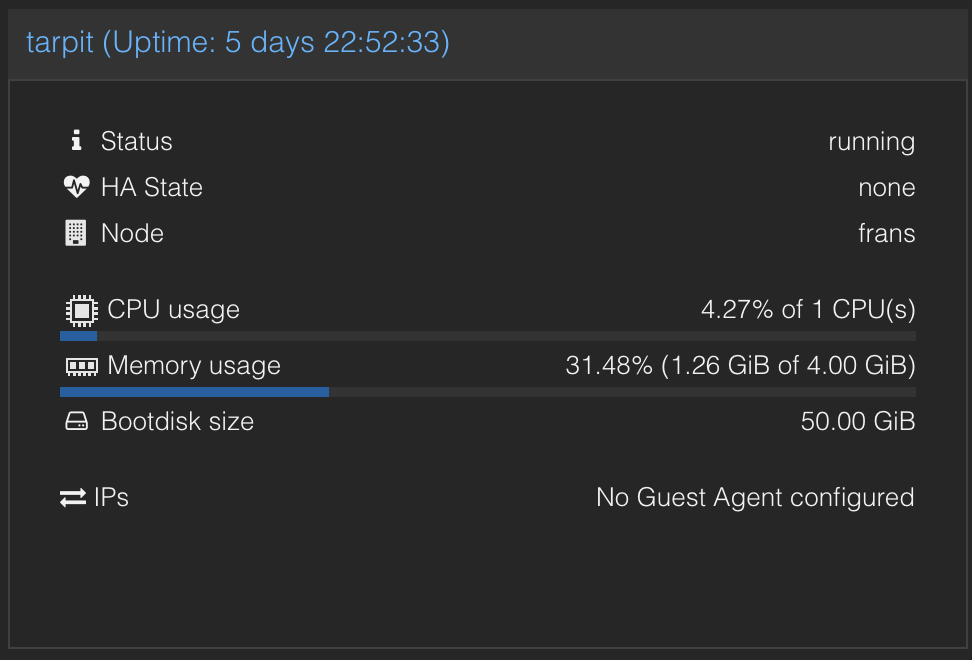 tarpit (Uptime: 5 days 22:52:33)
Status running
HA State none
Node frans
CPU usage 4.27% of 1 CPU(s)
Memory usage 31.48% (1.26 GiB of 4.00 GiB)
Bootdisk size 50.00 GiB
IPs No Guest Agent configured